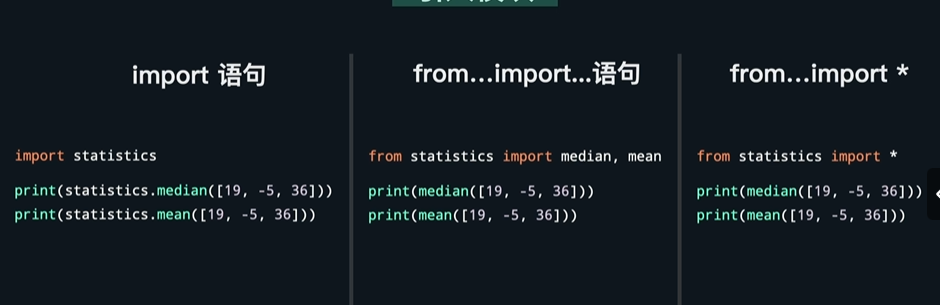 import 语句
import statistics
print(statistics.median([19, -5, 36]))
print(statistics.mean([19, -5, 36]))
from...import...语句
from statistics import median, mean
print(median([19, -5, 36]))
print(mean([19, -5, 36]))
from...import *
from statistics import *
print(median([19, -5, 36]))
print(mean([19, -5, 36]))